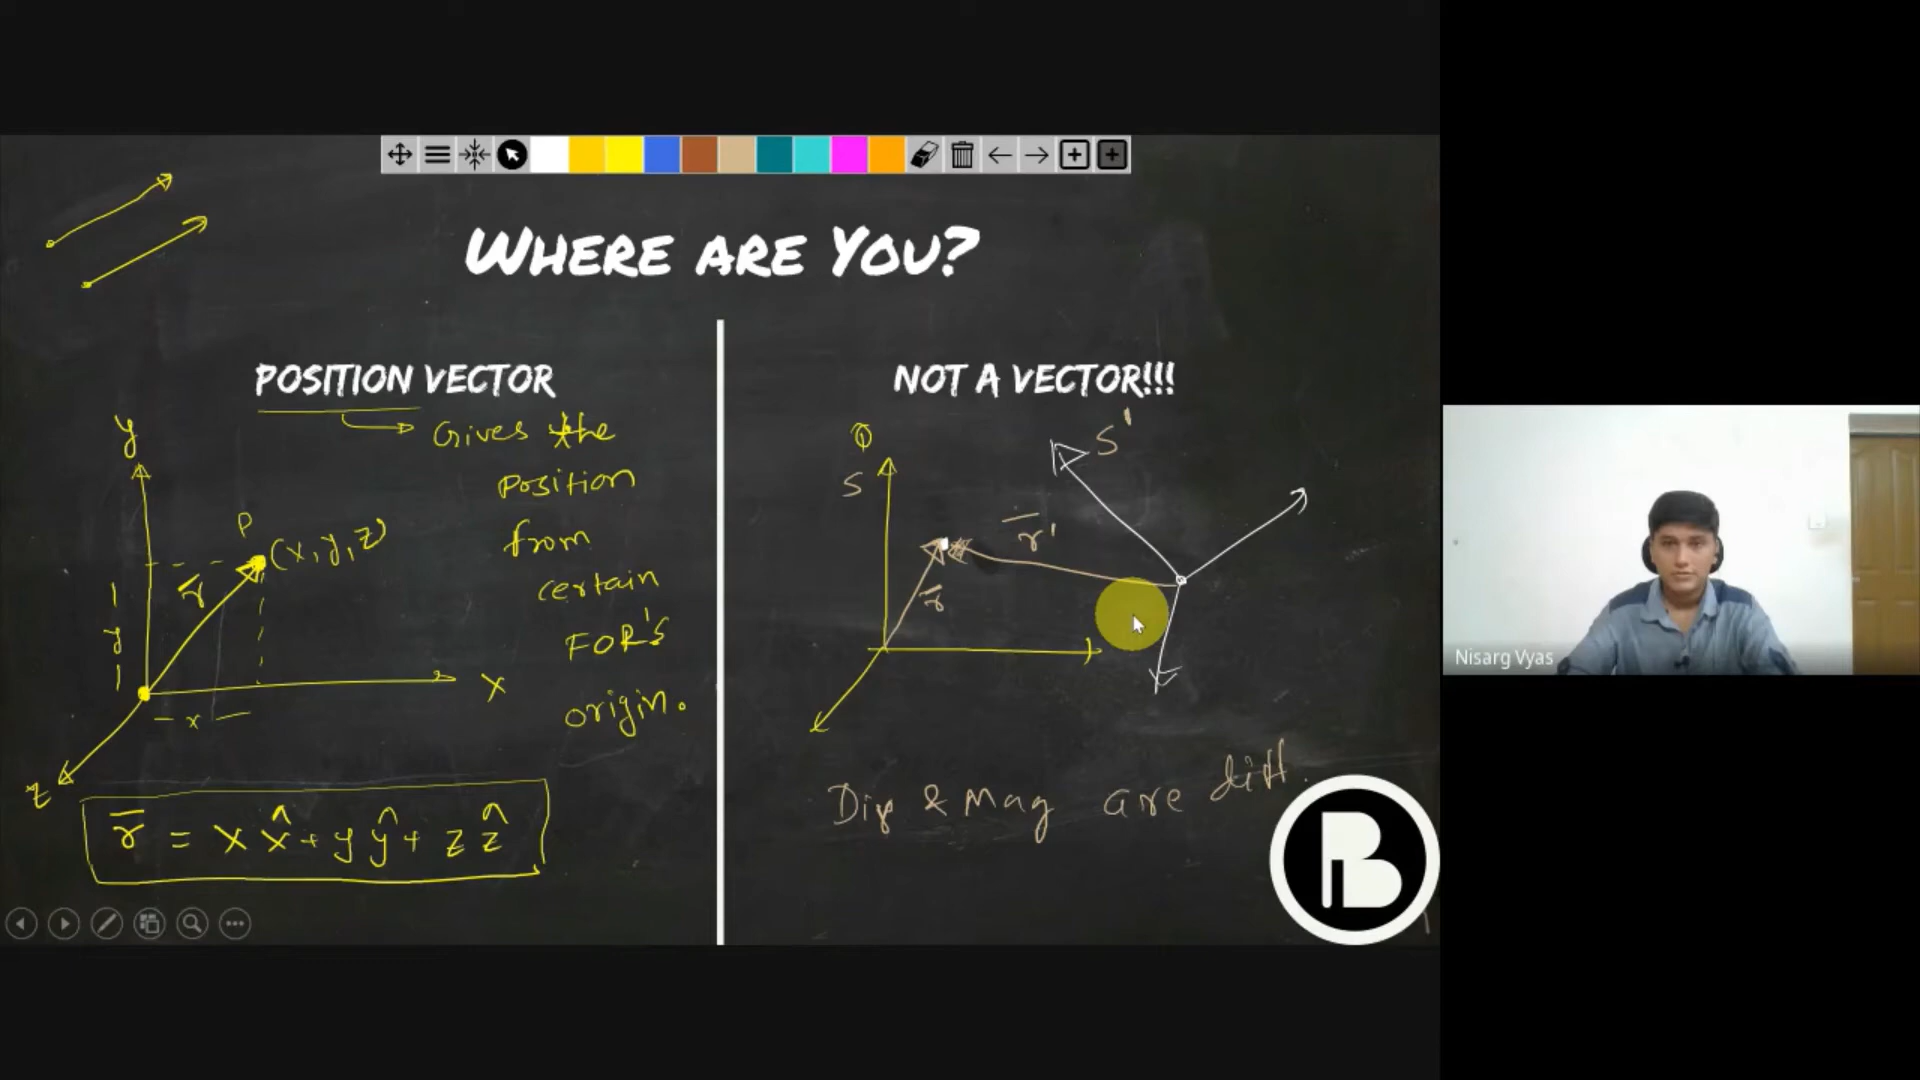 WHERE ARE YOU?
POSITION VECTOR
Gives the
position
from
certain
FOR's
origin.
y
P
(x, y, z)
r̄
y
x
x
z
r̄ = x x̂ + y ŷ + z ẑ
NOT A VECTOR!!!
S
S'
r̄'
r̄
Dir & Mag are diff.
B
Nisarg Vyas